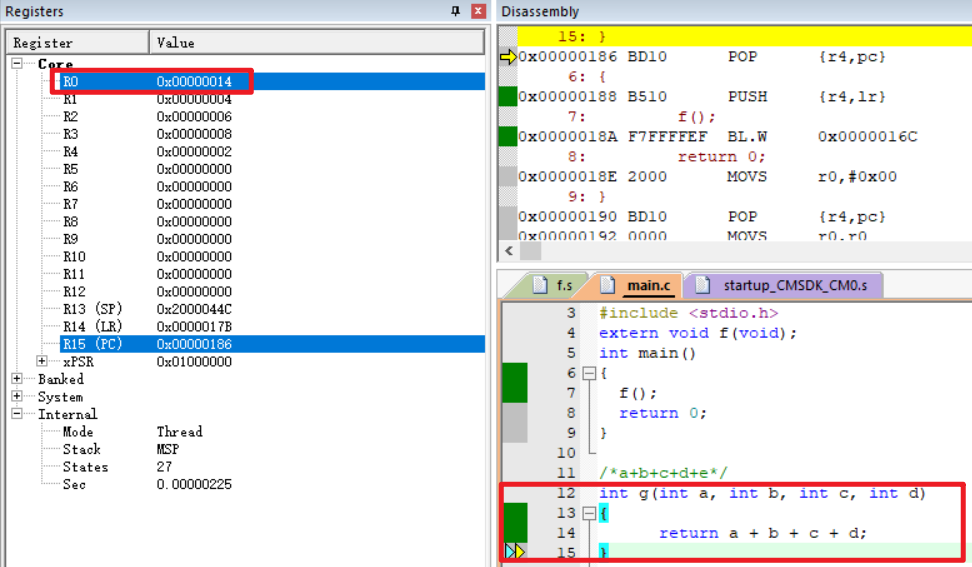 Registers
Register Value
Core
R0 0x00000014
R1 0x00000004
R2 0x00000006
R3 0x00000008
R4 0x00000002
R5 0x00000000
R6 0x00000000
R7 0x00000000
R8 0x00000000
R9 0x00000000
R10 0x00000000
R11 0x00000000
R12 0x00000000
R13 (SP) 0x2000044C
R14 (LR) 0x0000017B
R15 (PC) 0x00000186
xPSR 0x01000000
Banked
System
Internal
Mode Thread
Stack MSP
States 27
Sec 0.00000225
Disassembly
15: }
0x00000186 BD10 POP {r4,pc}
6: {
0x00000188 B510 PUSH {r4,lr}
7: f();
0x0000018A F7FFFFEF BL.W 0x0000016C
8: return 0;
0x0000018E 2000 MOVS r0,#0x00
9: }
0x00000190 BD10 POP {r4,pc}
0x00000192 0000 MOVS r0,r0
f.s main.c startup_CMSDK_CM0.s
3 #include <stdio.h>
4 extern void f(void);
5 int main()
6 {
7 f();
8 return 0;
9 }
10
11 /*a+b+c+d+e*/
12 int g(int a, int b, int c, int d)
13 {
14 return a + b + c + d;
15 }